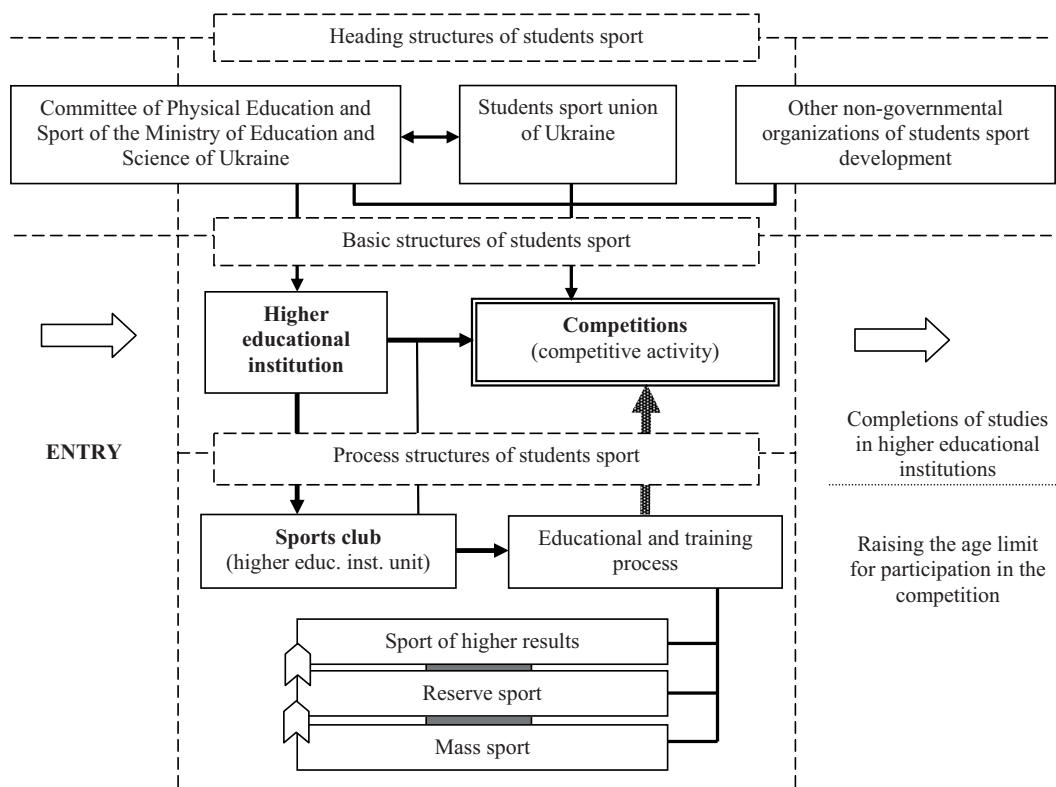 Heading structures of students sport
Committee of Physical Education and
Sport of the Ministry of Education and
Science of Ukraine
Students sport union
of Ukraine
Other non-governmental
organizations of students sport
development
Basic structures of students sport
Higher
educational
institution
Competitions
(competitive activity)
ENTRY
Completions of studies
in higher educational
institutions
Process structures of students sport
Sports club
(higher educ. inst. unit)
Educational and training
process
Raising the age limit
for participation in the
competition
Sport of higher results
Reserve sport
Mass sport